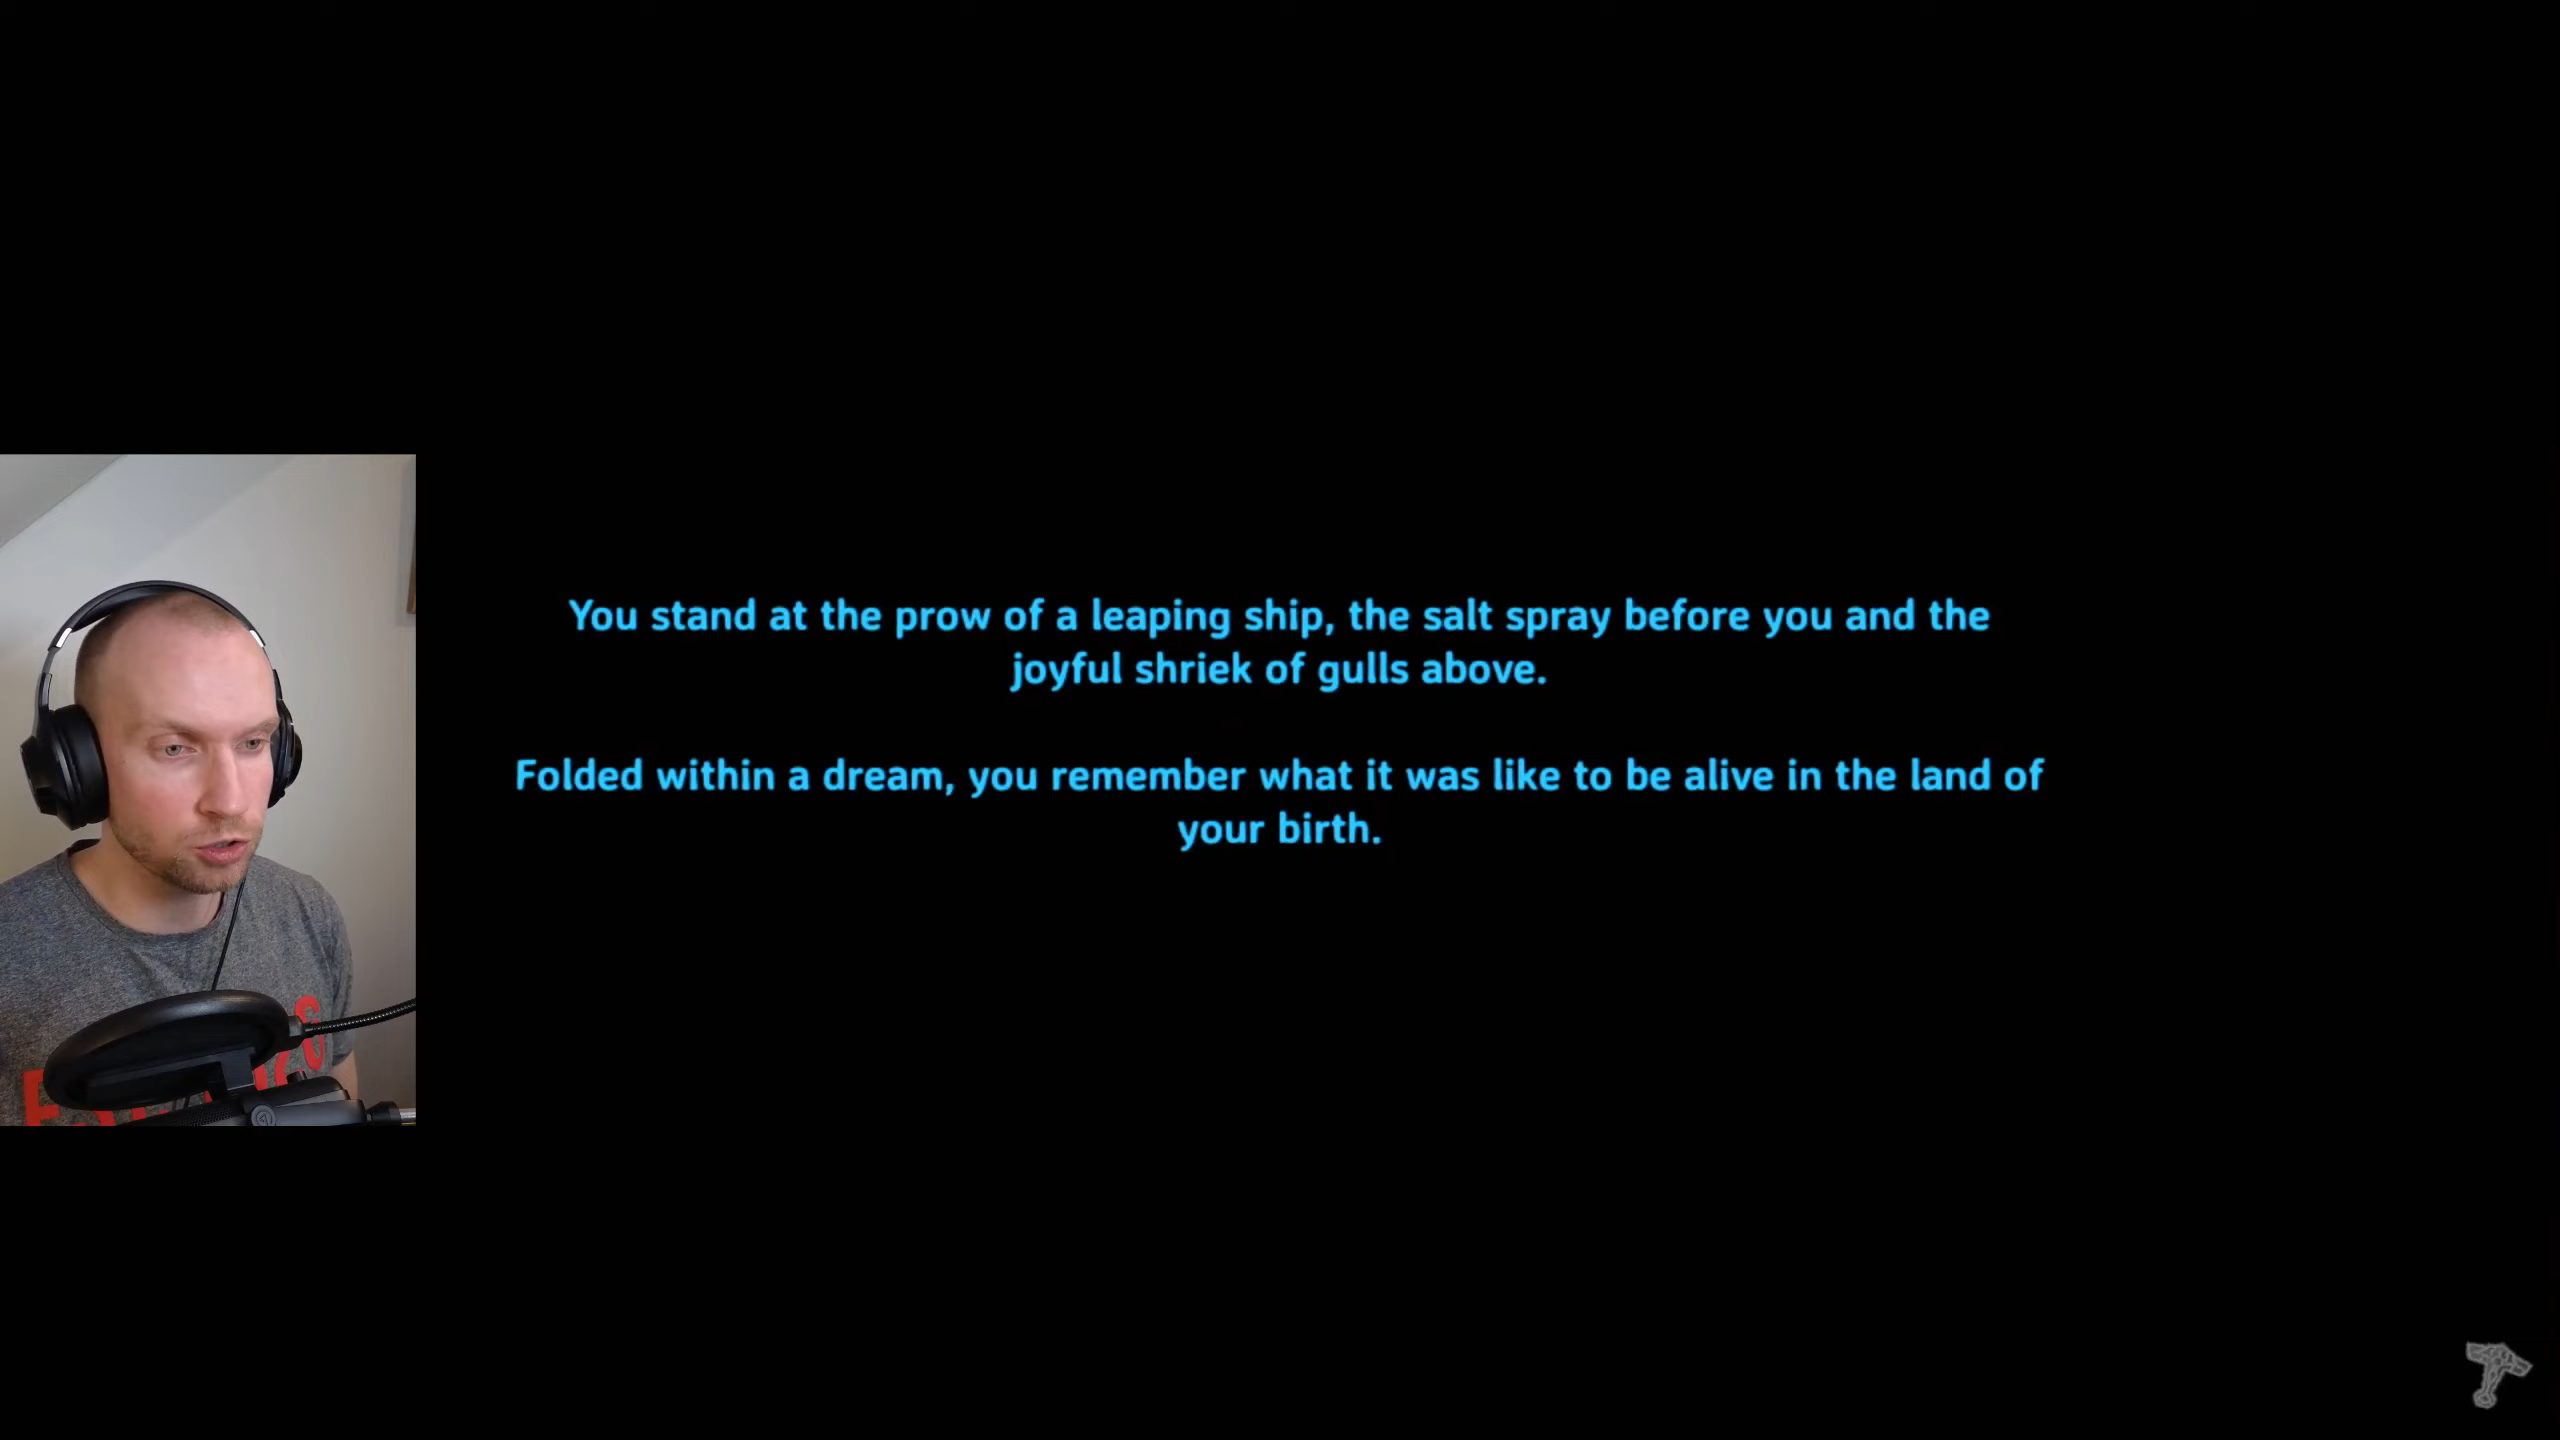 You stand at the prow of a leaping ship, the salt spray before you and the
joyful shriek of gulls above.
Folded within a dream, you remember what it was like to be alive in the land of
your birth.